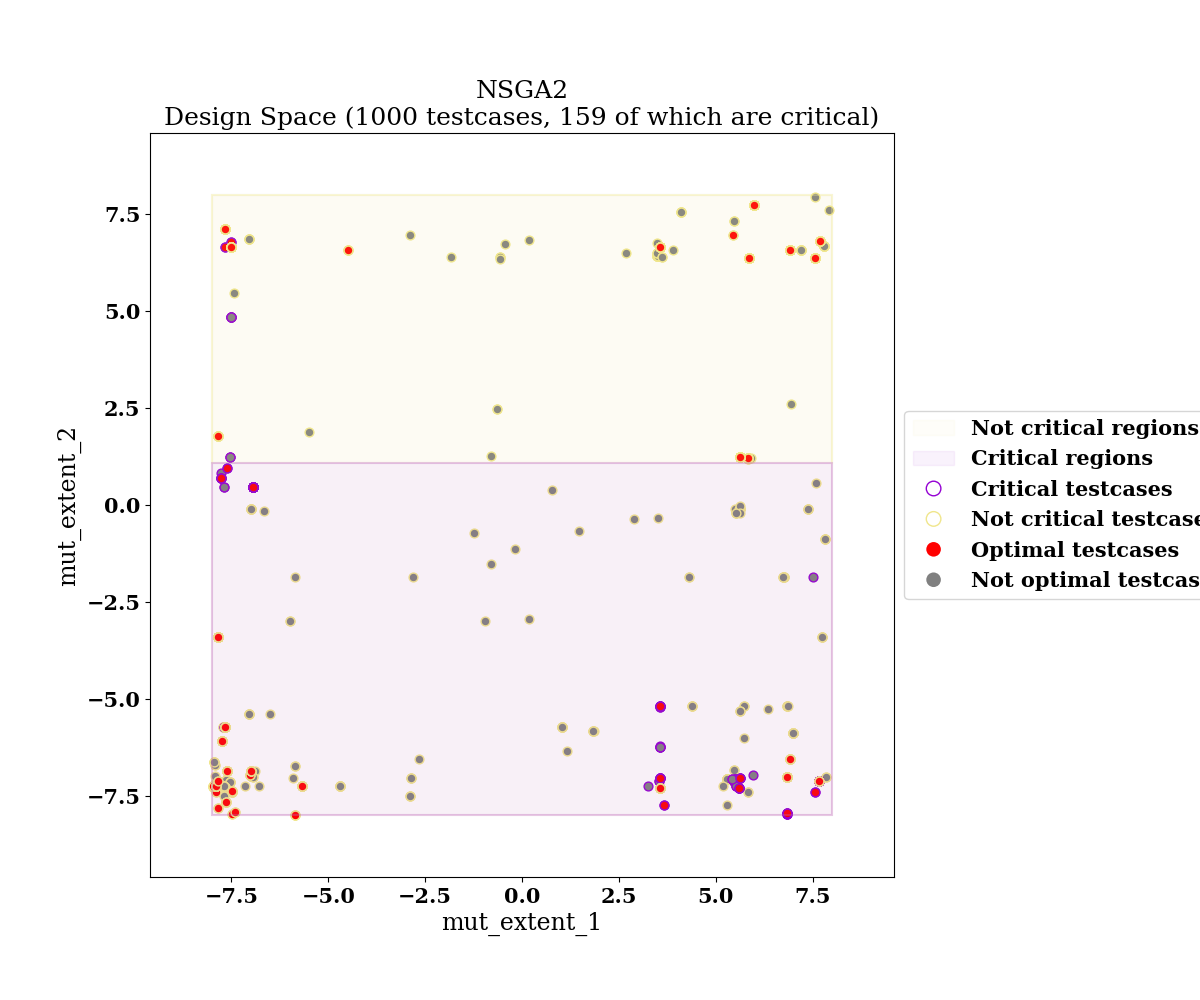 NSGA2
Design Space (1000 testcases, 159 of which are critical)
7.5
5.0
2.5
0.0
−2.5
−5.0
−7.5
mut_extent_2
−7.5 −5.0 −2.5 0.0 2.5 5.0 7.5
mut_extent_1
Not critical regions
Critical regions
Critical testcases
Not critical testcase
Optimal testcases
Not optimal testcas